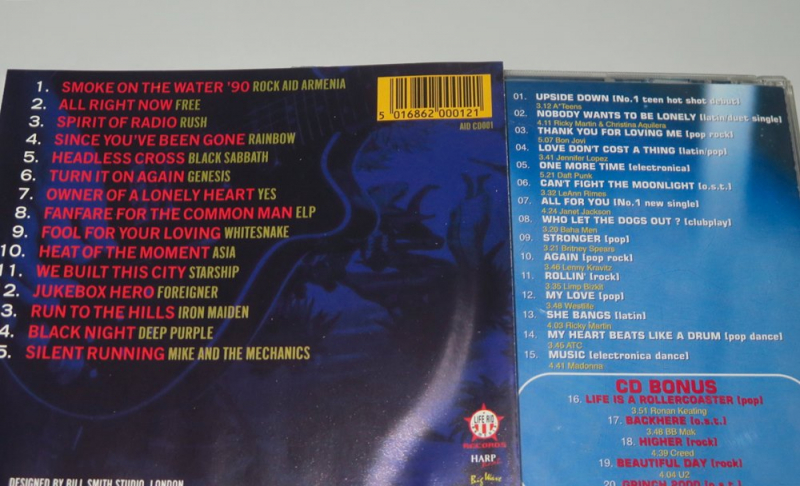 1. SMOKE ON THE WATER '90 ROCK AID ARMENIA
2. ALL RIGHT NOW FREE
3. SPIRIT OF RADIO RUSH
4. SINCE YOU'VE BEEN GONE RAINBOW
5. HEADLESS CROSS BLACK SABBATH
6. TURN IT ON AGAIN GENESIS
7. OWNER OF A LONELY HEART YES
8. FANFARE FOR THE COMMON MAN ELP
9. FOOL FOR YOUR LOVING WHITESNAKE
10. HEAT OF THE MOMENT ASIA
11. WE BUILT THIS CITY STARSHIP
2. JUKEBOX HERO FOREIGNER
3. RUN TO THE HILLS IRON MAIDEN
4. BLACK NIGHT DEEP PURPLE
5. SILENT RUNNING MIKE AND THE MECHANICS
5 016862 000121
AID CD001
LIFE AID
RECORDS
HARP
Big Wave
DESIGNED BY BILL SMITH STUDIO, LONDON
01. UPSIDE DOWN [No.1 teen hot shot debut]
3.12 A*Teens
02. NOBODY WANTS TO BE LONELY [latin/duet single]
4.11 Ricky Martin & Christina Aguilera
03. THANK YOU FOR LOVING ME [pop rock]
5.07 Bon Jovi
04. LOVE DON'T COST A THING [latin/pop]
3.41 Jennifer Lopez
05. ONE MORE TIME [electronica]
5.21 Daft Punk
06. CAN'T FIGHT THE MOONLIGHT [o.s.t.]
3.32 LeAnn Rimes
07. ALL FOR YOU [No.1 new single]
4.24 Janet Jackson
08. WHO LET THE DOGS OUT ? [clubplay]
3.20 Baha Men
09. STRONGER [pop]
3.21 Britney Spears
10. AGAIN [pop rock]
3.46 Lenny Kravitz
11. ROLLIN' [rock]
3.35 Limp Bizkit
12. MY LOVE [pop]
3.48 Westlife
13. SHE BANGS [latin]
4.03 Ricky Martin
14. MY HEART BEATS LIKE A DRUM [pop dance]
3.45 ATC
15. MUSIC [electronica dance]
4.41 Madonna
CD BONUS
16. LIFE IS A ROLLERCOASTER [pop]
3.51 Ronan Keating
17. BACKHERE [o.s.t.]
3.48 BB Mak
18. HIGHER [rock]
4.39 Creed
19. BEAUTIFUL DAY [rock]
4.04 U2
20. GRINCH 2000 [o.s.t.]